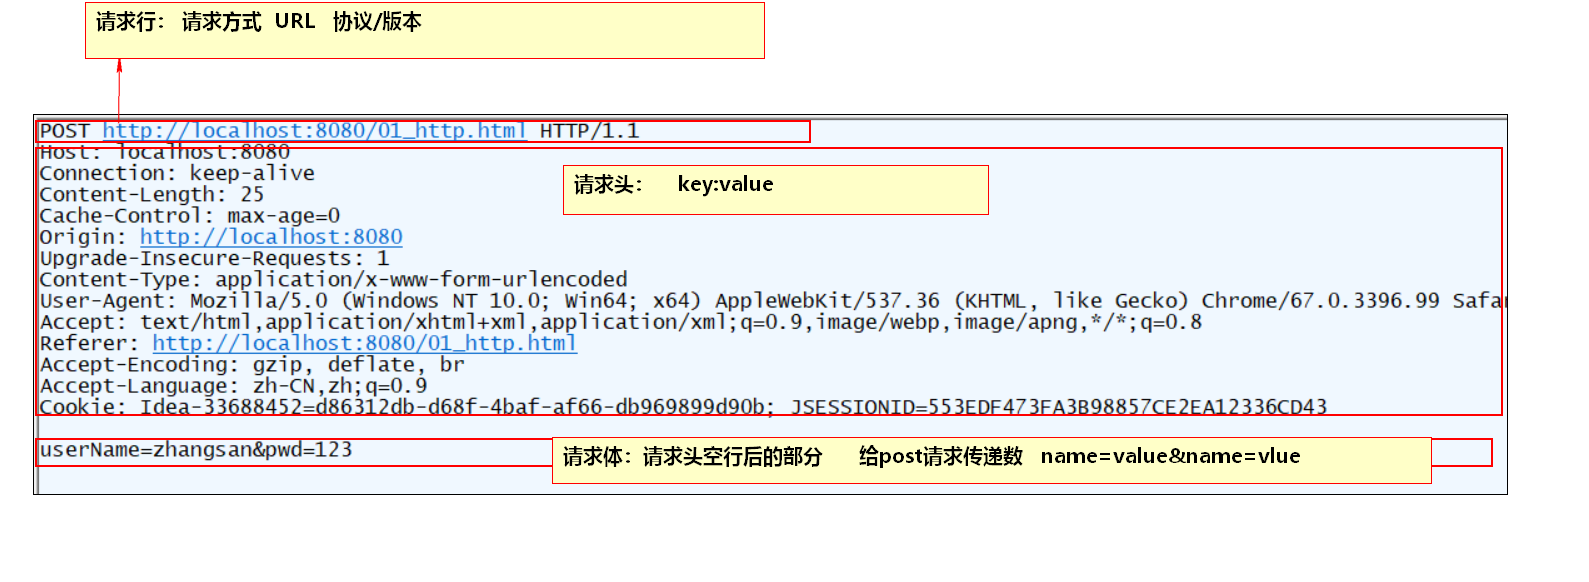 请求行： 请求方式 URL 协议/版本
POST http://localhost:8080/01_http.html HTTP/1.1
Host: localhost:8080
Connection: keep-alive
请求头： key:value
Content-Length: 25
Cache-Control: max-age=0
Origin: http://localhost:8080
Upgrade-Insecure-Requests: 1
Content-Type: application/x-www-form-urlencoded
User-Agent: Mozilla/5.0 (Windows NT 10.0; Win64; x64) AppleWebKit/537.36 (KHTML, like Gecko) Chrome/67.0.3396.99 Safar
Accept: text/html,application/xhtml+xml,application/xml;q=0.9,image/webp,image/apng,*/*;q=0.8
Referer: http://localhost:8080/01_http.html
Accept-Encoding: gzip, deflate, br
Accept-Language: zh-CN,zh;q=0.9
Cookie: Idea-33688452=d86312db-d68f-4baf-af66-db969899d90b; JSESSIONID=553EDF473FA3B98857CE2EA12336CD43
userName=zhangsan&pwd=123
请求体：请求头空行后的部分 给post请求传递数 name=value&name=vlue